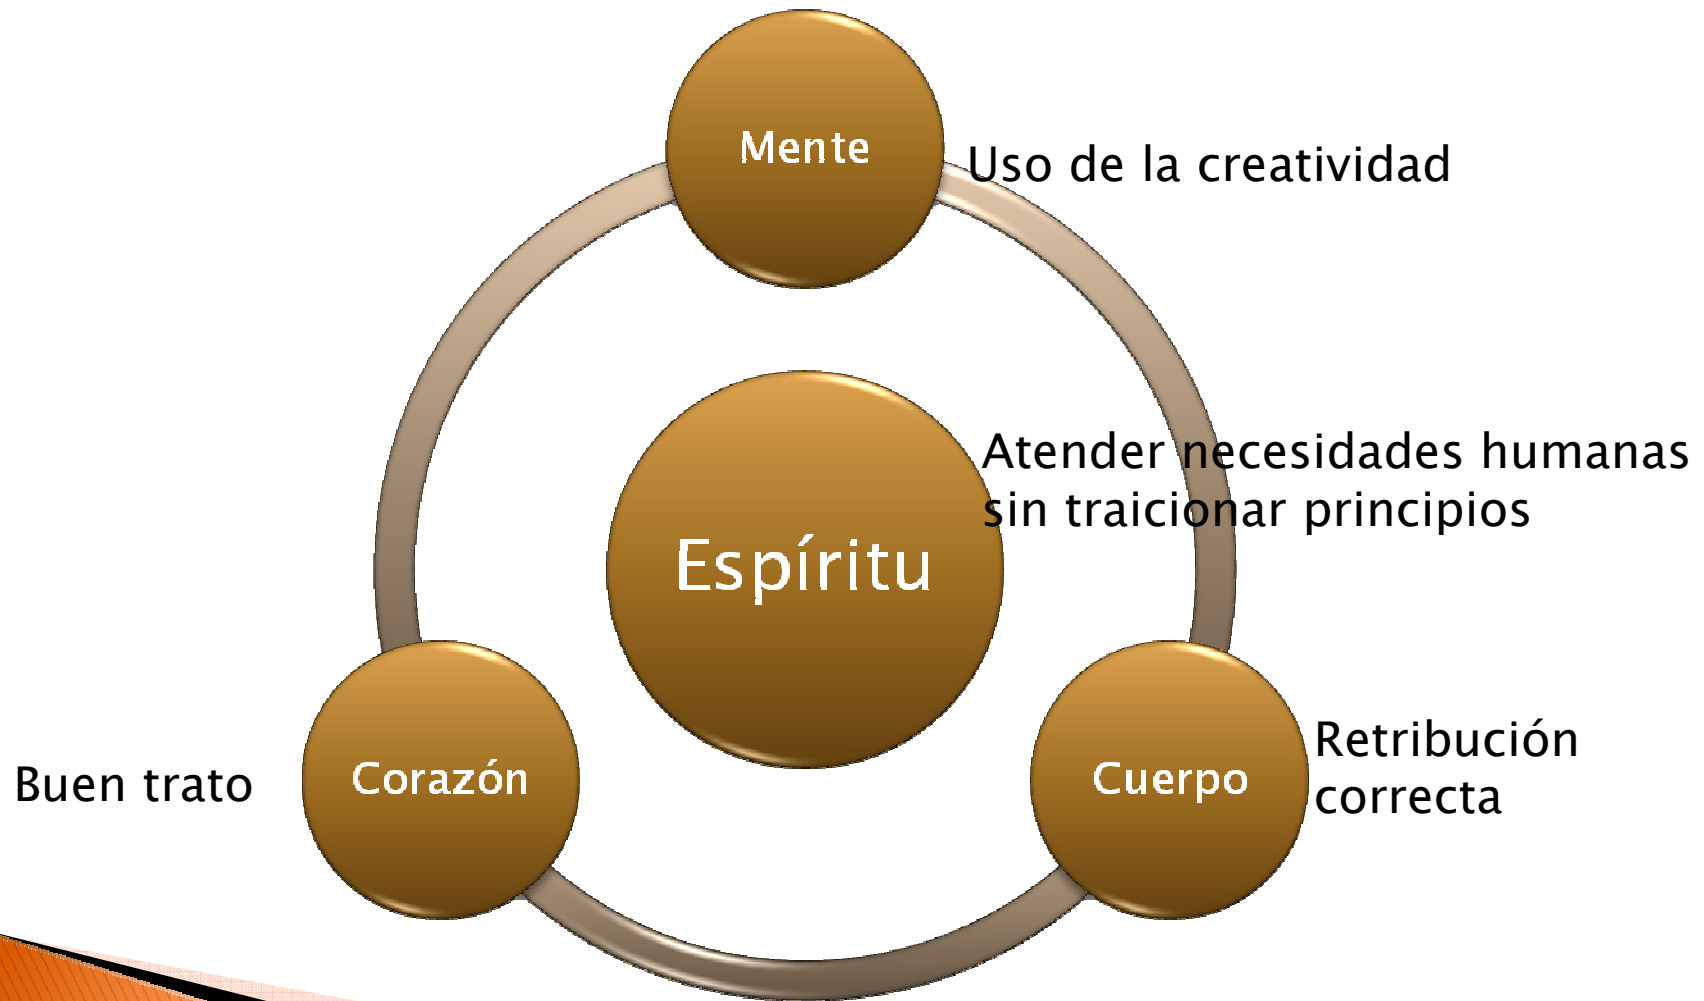 Mente
Uso de la creatividad
Atender necesidades humanas
sin traicionar principios
Espíritu
Buen trato
Corazón
Cuerpo
Retribución
correcta